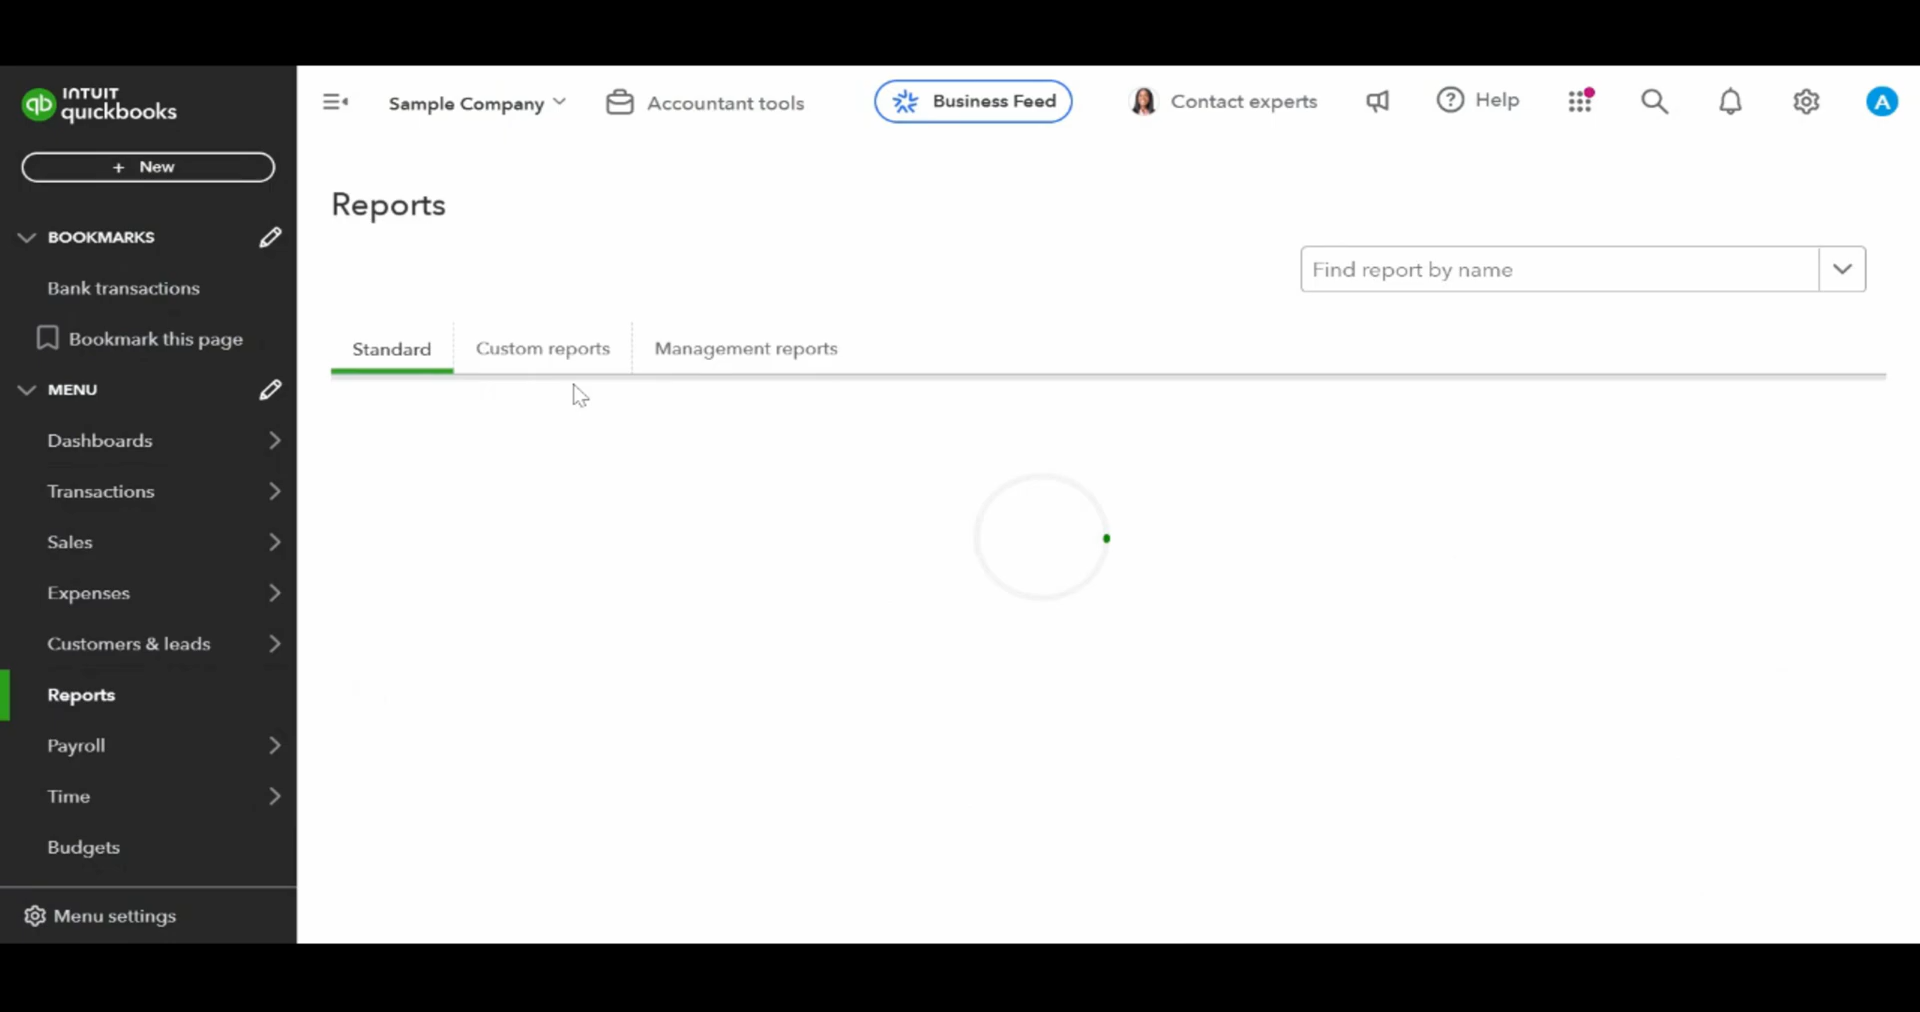 INTUIT
quickbooks
Sample Company
Accountant tools
Business Feed
Contact experts
Help
A
+ New
Reports
BOOKMARKS
Find report by name
Bank transactions
Bookmark this page
Standard
Custom reports
Management reports
MENU
Dashboards
Transactions
Sales
Expenses
Customers & leads
Reports
Payroll
Time
Budgets
Menu settings